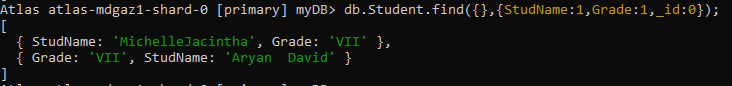 Atlas atlas-mdgaz1-shard-0 [primary] myDB> db.Student.find({},{StudName:1,Grade:1,_id:0});
[
  { StudName: 'MichelleJacintha', Grade: 'VII' },
  { Grade: 'VII', StudName: 'Aryan  David' }
]